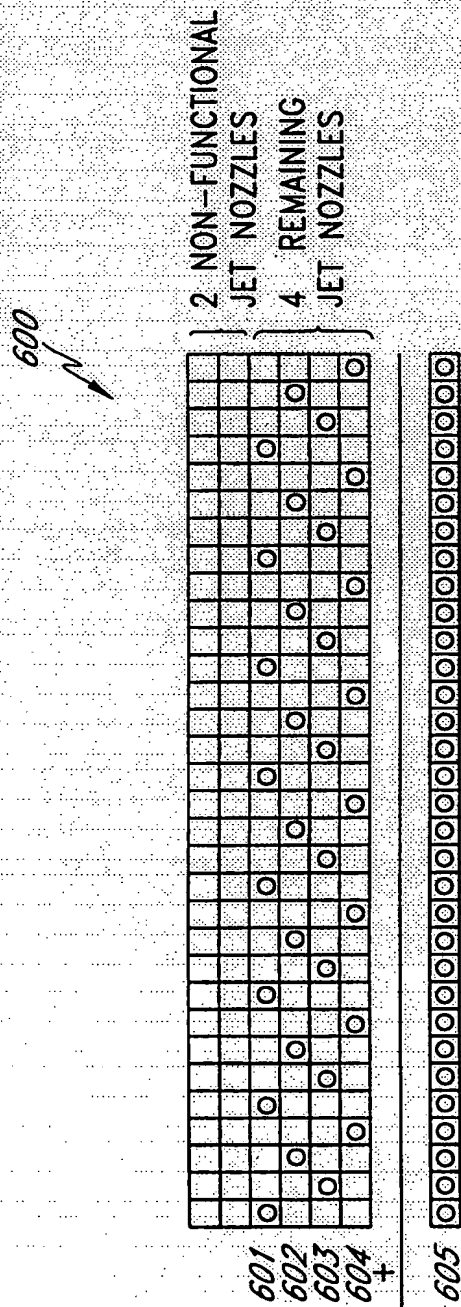 600
2 NON-FUNCTIONAL
JET NOZZLES
4 REMAINING
JET NOZZLES
601
602
603
604
+
605